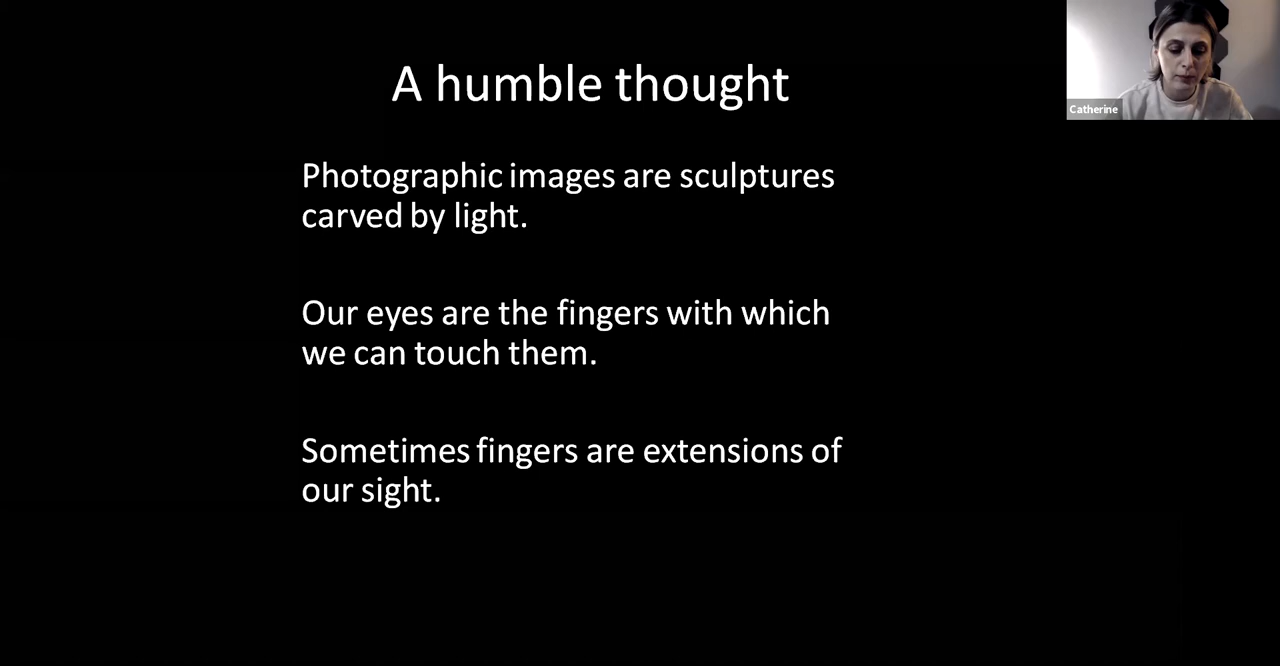 A humble thought
Catherine
Photographic images are sculptures
carved by light.
Our eyes are the fingers with which
we can touch them.
Sometimes fingers are extensions of
our sight.